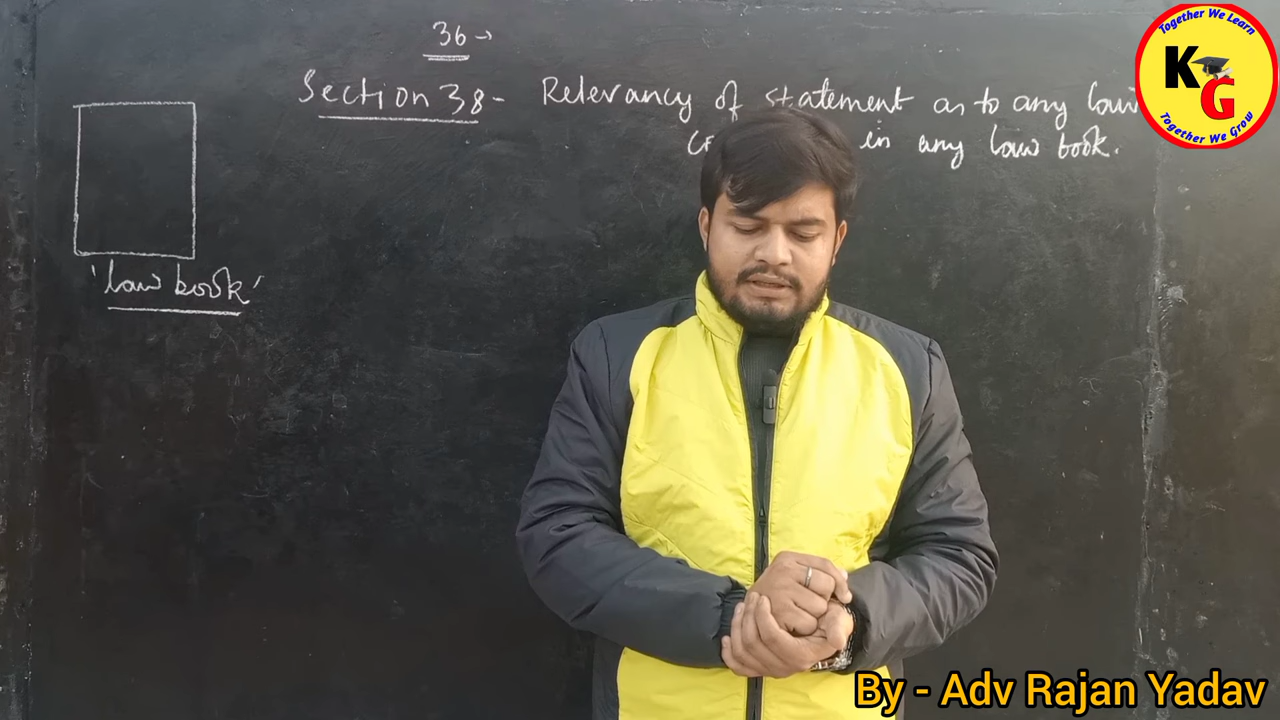 36 →
Section 38 - Relevancy of statement as to any law
in any law book.
'law book'
Together We Learn
KG
Together We Grow
By - Adv Rajan Yadav